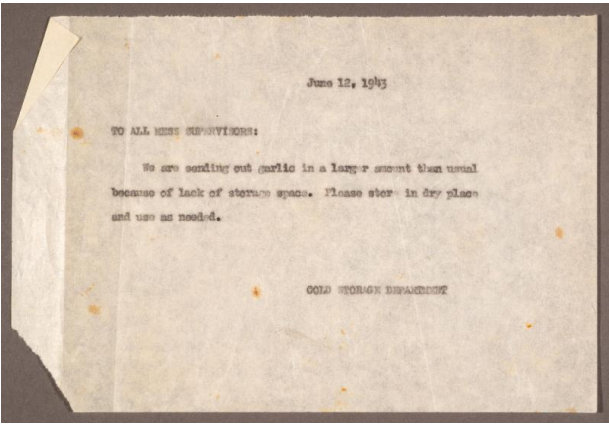 June 12, 1943
TO ALL MESS SUPERVISORS:
We are sending out garlic in a larger amount than usual
because of lack of storage space. Please store in dry place
and use as needed.
COLD STORAGE DEPARTMENT